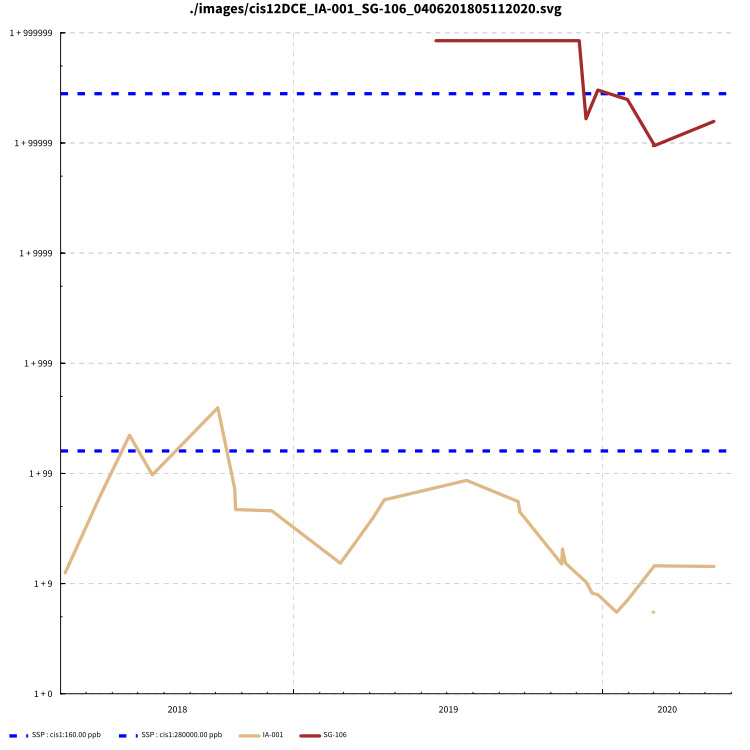 ./images/cis12DCE_IA-001_SG-106_0406201805112020.svg
1+999999
1+99999
1+9999
1+999
1+99
1+9
1+0
2018 2019 2020
SSP : cis1:160.00 ppb SSP : cis1:280000.00 ppb IA-001 SG-106